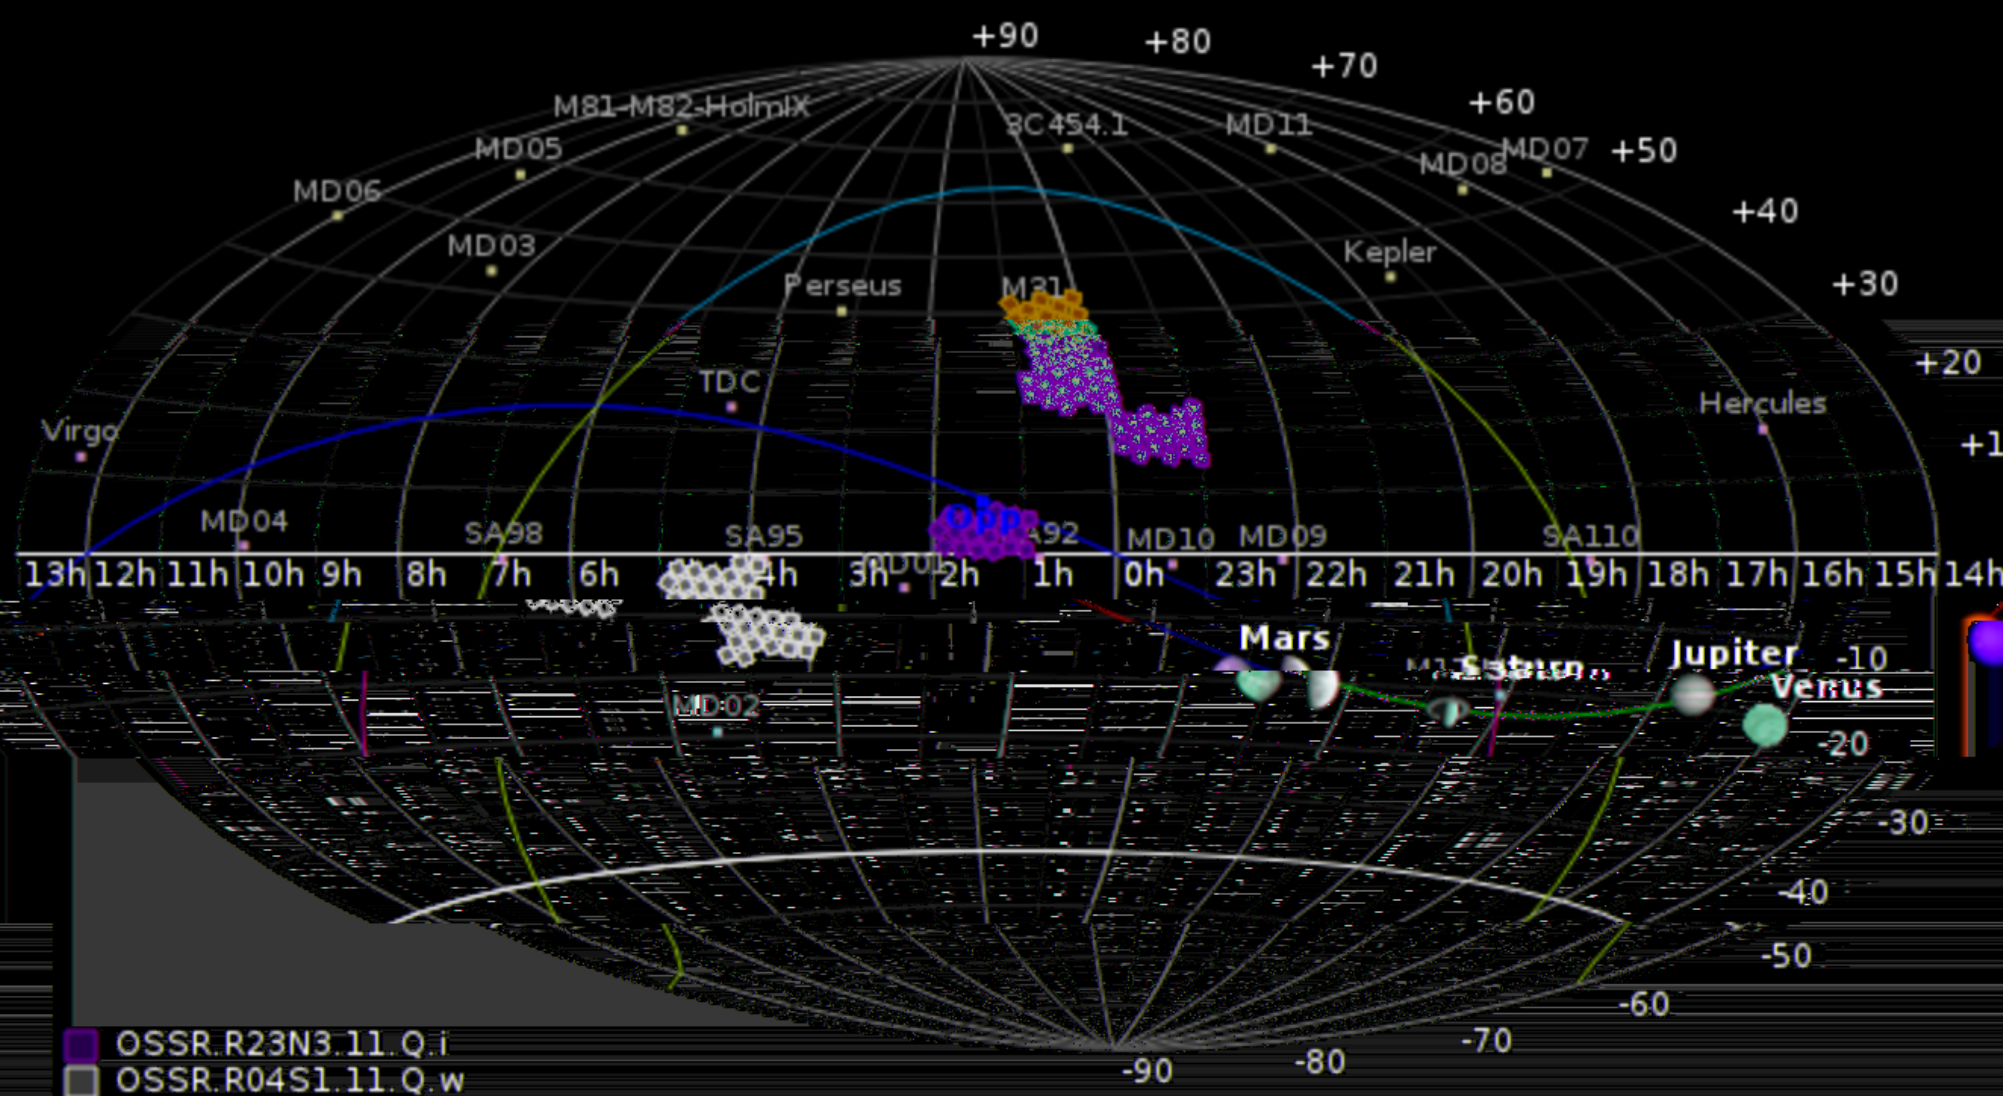 +90
+80
+70
M81-M82-HolmIX
+60
3C454.1
MD11
MD05
MD07
+50
MD08
MD06
+40
MD03
Kepler
Perseus
M31
+30
+20
TDC
Hercules
Virgo
+1
MD04
Opp
SA98
SA95
A92
MD10
MD09
SA110
13h 12h 11h 10h 9h 8h 7h 6h 4h 3h 2h 1h 0h 23h 22h 21h 20h 19h 18h 17h 16h 15h 14h
Mars
Jupiter
-10
Saturn
Venus
MD02
-20
-30
-40
-50
-60
-70
-80
-90
OSSR.R23N3.11.Q.i
OSSR.R04S1.11.Q.w